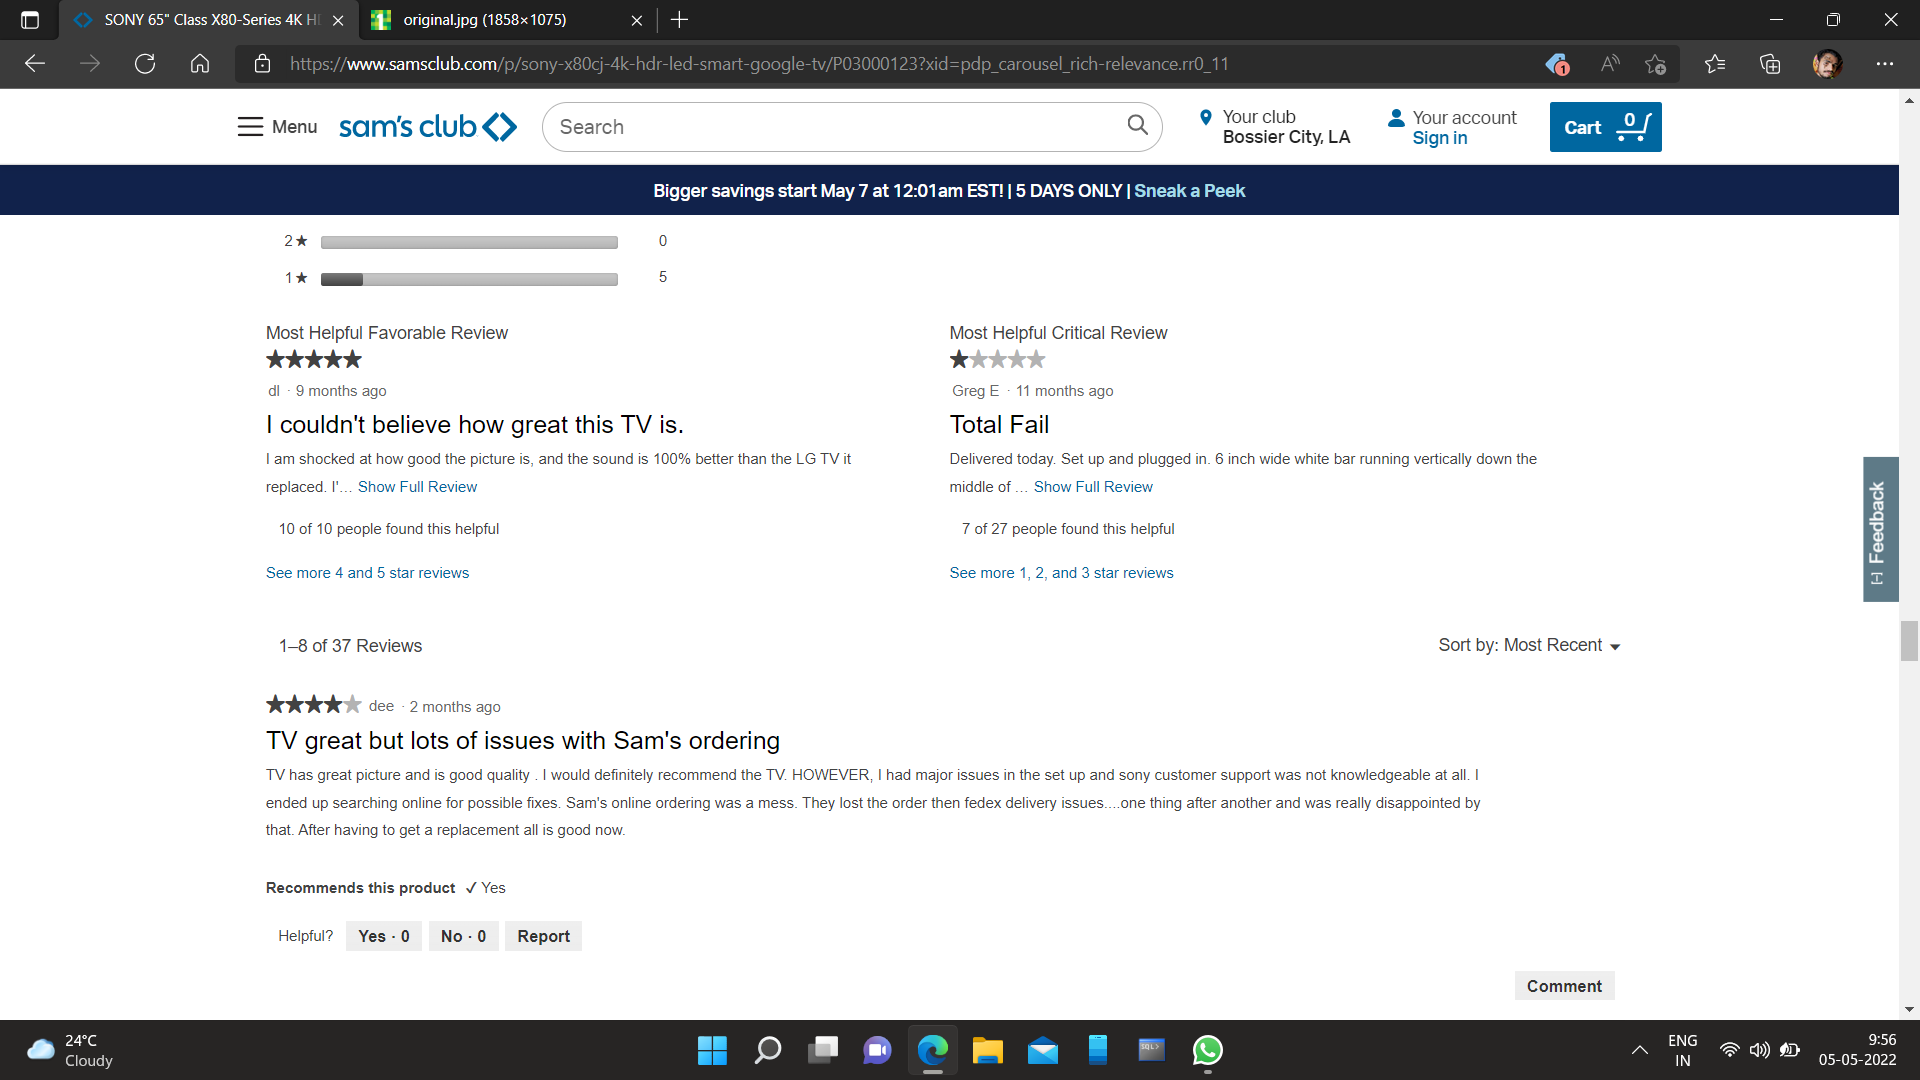 SONY 65" Class X80-Series 4K H
original.jpg (1858×1075)
https://www.samsclub.com/p/sony-x80cj-4k-hdr-led-smart-google-tv/P03000123?xid=pdp_carousel_rich-relevance.rr0_11
1
Menu
sam's club
Search
Your club
Bossier City, LA
Your account
Sign in
Cart
0
Bigger savings start May 7 at 12:01am EST! | 5 DAYS ONLY | Sneak a Peek
2★ 0
1★ 5
Most Helpful Favorable Review
dl · 9 months ago
I couldn't believe how great this TV is.
I am shocked at how good the picture is, and the sound is 100% better than the LG TV it
replaced. I'… Show Full Review
10 of 10 people found this helpful
See more 4 and 5 star reviews
Most Helpful Critical Review
Greg E · 11 months ago
Total Fail
Delivered today. Set up and plugged in. 6 inch wide white bar running vertically down the
middle of … Show Full Review
7 of 27 people found this helpful
See more 1, 2, and 3 star reviews
[-] Feedback
1–8 of 37 Reviews
Sort by: Most Recent
dee · 2 months ago
TV great but lots of issues with Sam's ordering
TV has great picture and is good quality . I would definitely recommend the TV. HOWEVER, I had major issues in the set up and sony customer support was not knowledgeable at all. I
ended up searching online for possible fixes. Sam's online ordering was a mess. They lost the order then fedex delivery issues....one thing after another and was really disappointed by
that. After having to get a replacement all is good now.
Recommends this product ✓ Yes
Helpful?
Yes · 0
No · 0
Report
Comment
24°C
Cloudy
SQL>
ENG
IN
9:56
05-05-2022